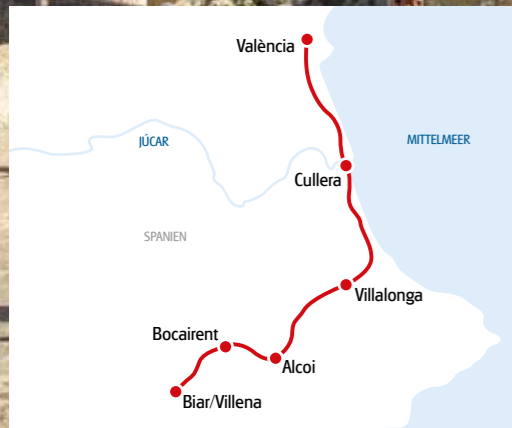 València
JÚCAR
MITTELMEER
Cullera
SPANIEN
Villalonga
Bocairent
Alcoi
Biar/Villena